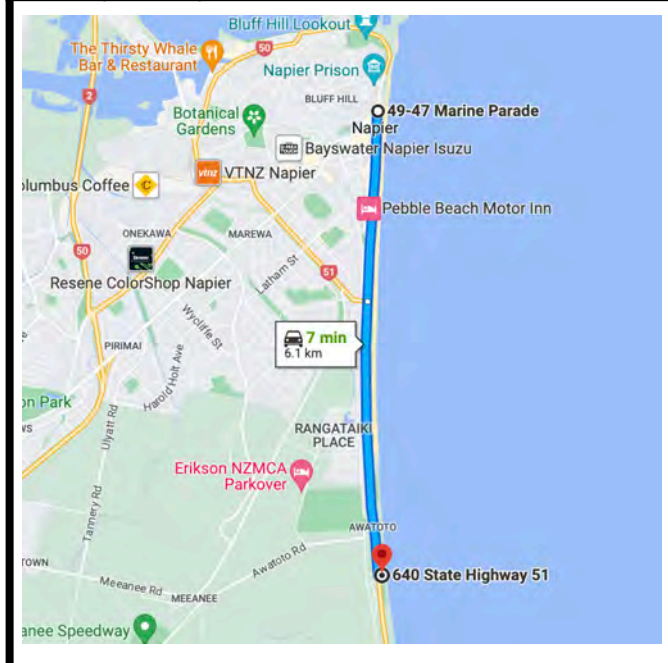 Bluff Hill Lookout
The Thirsty Whale
Bar & Restaurant
50
2
Napier Prison
BLUFF HILL
49-47 Marine Parade
Napier
Botanical
Gardens
Bayswater Napier Isuzu
vtnz
VTNZ Napier
olumbus Coffee
C
Pebble Beach Motor Inn
ONEKAWA
MAREWA
50
51
Latham St
Resene ColorShop Napier
Wycliffe St
7 min
6.1 km
PIRIMAI
Harold Holt Ave
on Park
WS
Ulyatt Rd
RANGATAIKI
PLACE
Erikson NZMCA
Parkover
Tannery Rd
AWATOTO
Awatoto Rd
TOWN
Meeanee Rd
MEEANEE
640 State Highway 51
anee Speedway